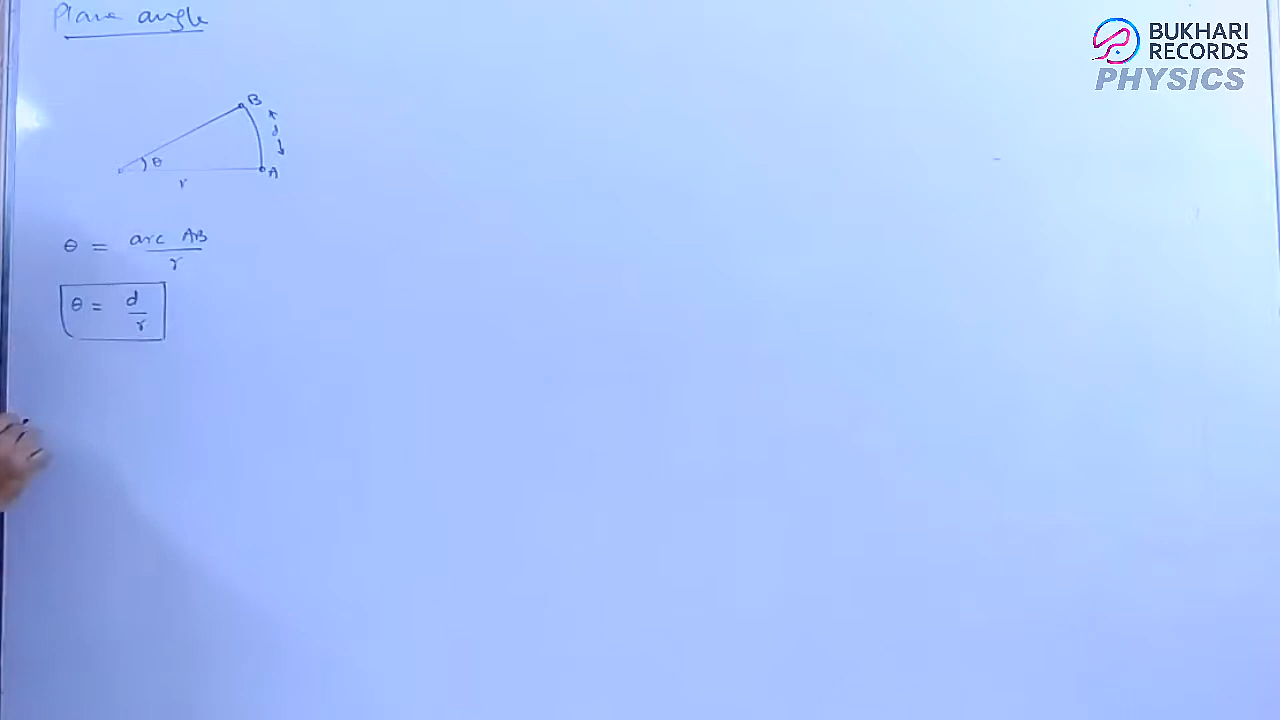 Plane angle
BUKHARI
RECORDS
PHYSICS
B
d
θ
A
r
θ = arc AB / r
θ = d / r